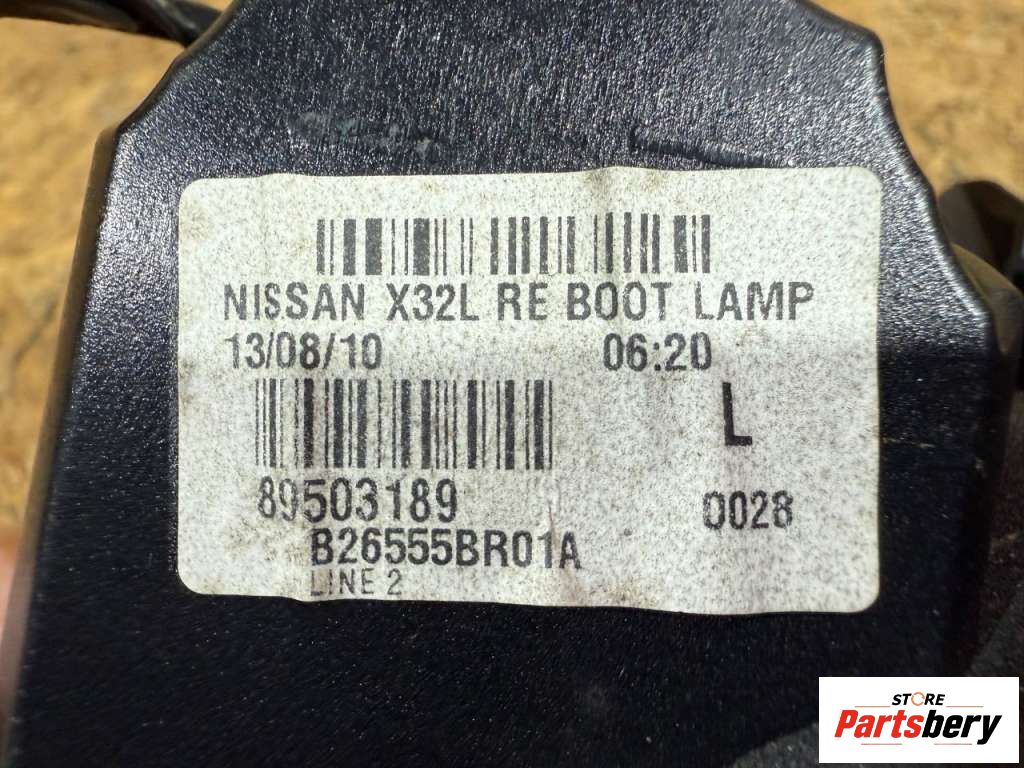 NISSAN X32L RE BOOT LAMP
13/08/10 06:20
L
89503189 0028
B26555BR01A
LINE 2
STORE
Partsbery